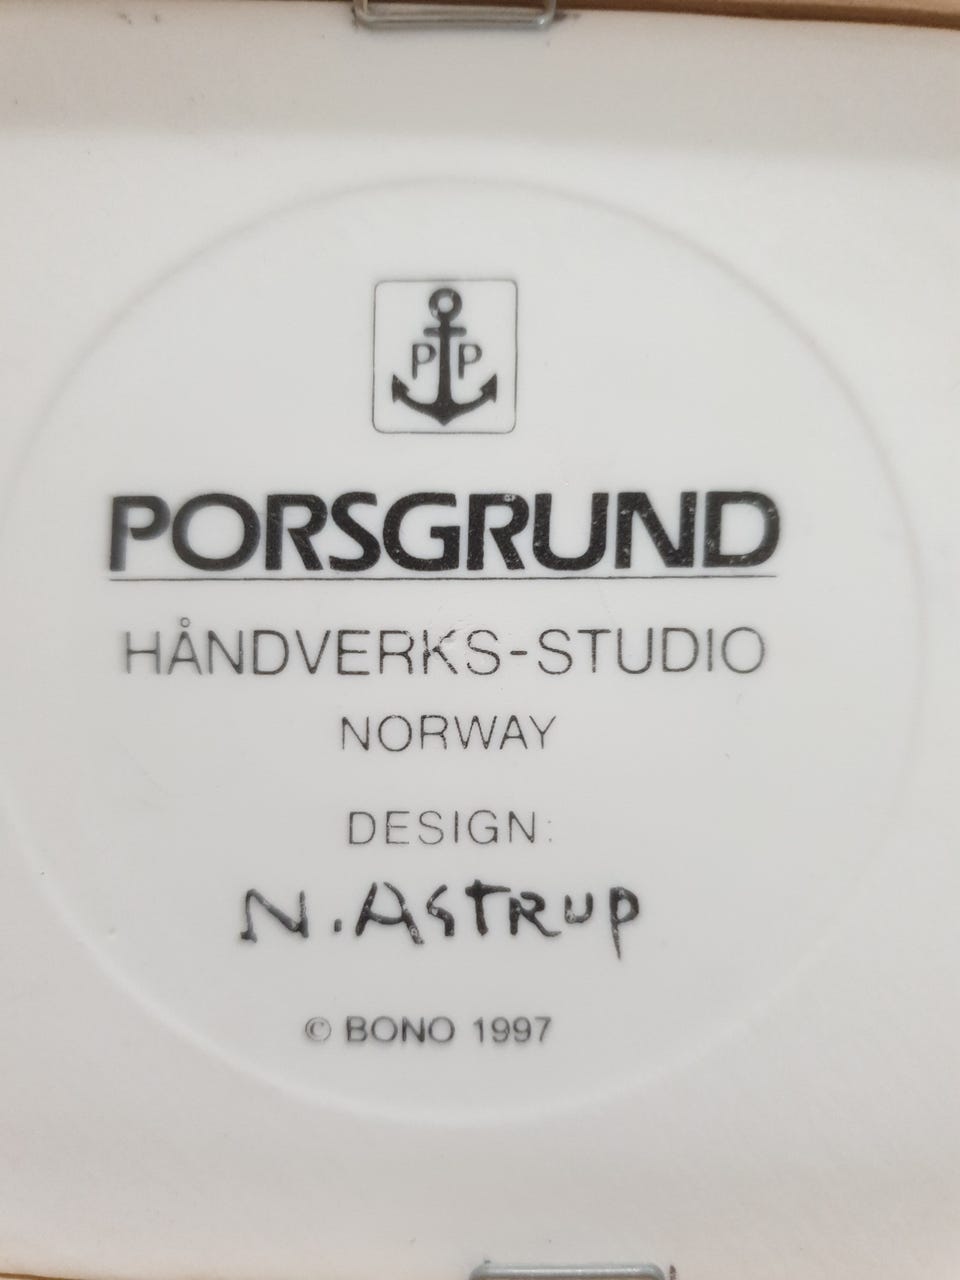 P P
PORSGRUND
HÅNDVERKS-STUDIO
NORWAY
DESIGN:
N. ASTRUP
© BONO 1997